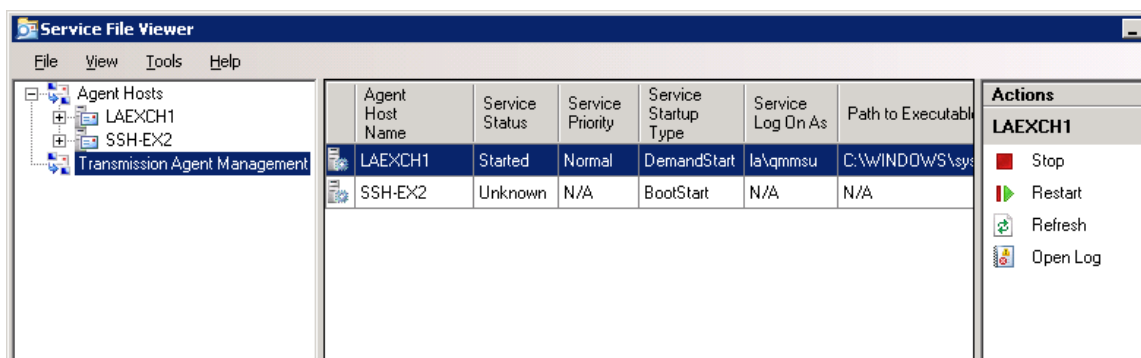 Service File Viewer
File View Tools Help
Agent Hosts
LAEXCH1
SSH-EX2
Transmission Agent Management
Agent Host Name Service Status Service Priority Service Startup Type Service Log On As Path to Executabl
LAEXCH1 Started Normal DemandStart la\qmmsu C:\WINDOWS\sys
SSH-EX2 Unknown N/A BootStart N/A N/A
Actions
LAEXCH1
Stop
Restart
Refresh
Open Log